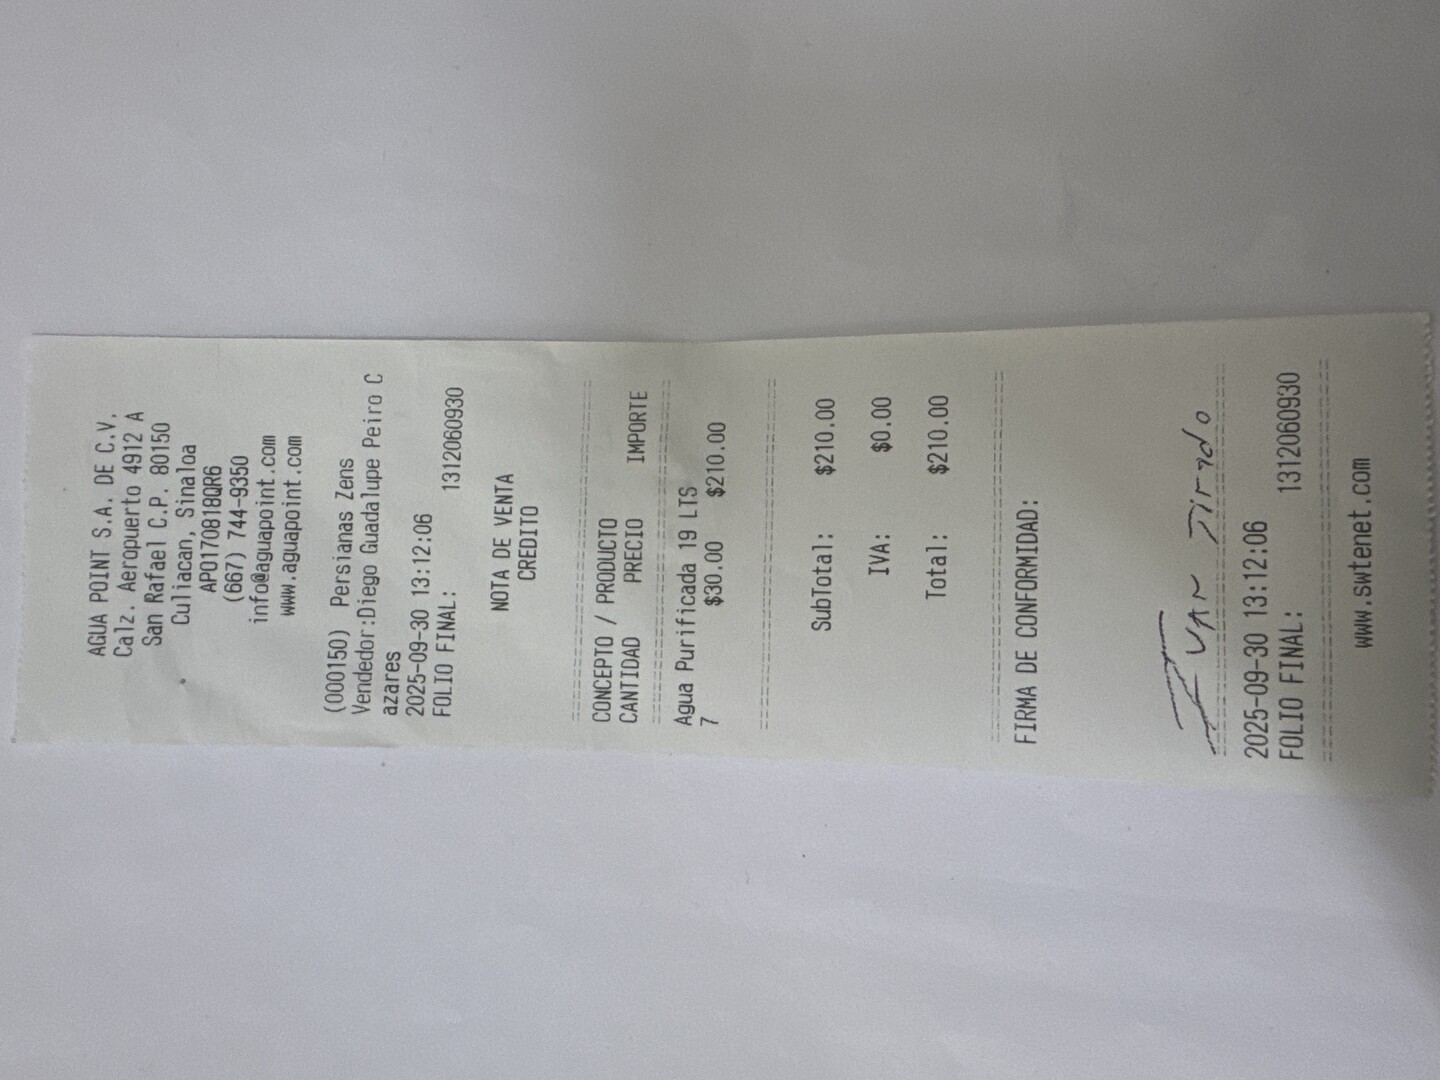 AGUA POINT S.A. DE C.V.
Calz. Aeropuerto 4912 A
San Rafael C.P. 80150
Culiacan, Sinaloa
APO170818QR6
(667) 744-9350
info@aguapoint.com
www.aguapoint.com
(000150) Persianas Zens
Vendedor:Diego Guadalupe Peiro C
azares
2025-09-30 13:12:06
FOLIO FINAL: 1312060930
NOTA DE VENTA
CREDITO
CONCEPTO / PRODUCTO
CANTIDAD PRECIO IMPORTE
Agua Purificada 19 LTS
7 $30.00 $210.00
SubTotal: $210.00
IVA: $0.00
Total: $210.00
FIRMA DE CONFORMIDAD:
IVAN TIrado
2025-09-30 13:12:06
FOLIO FINAL: 1312060930
www.swtenet.com